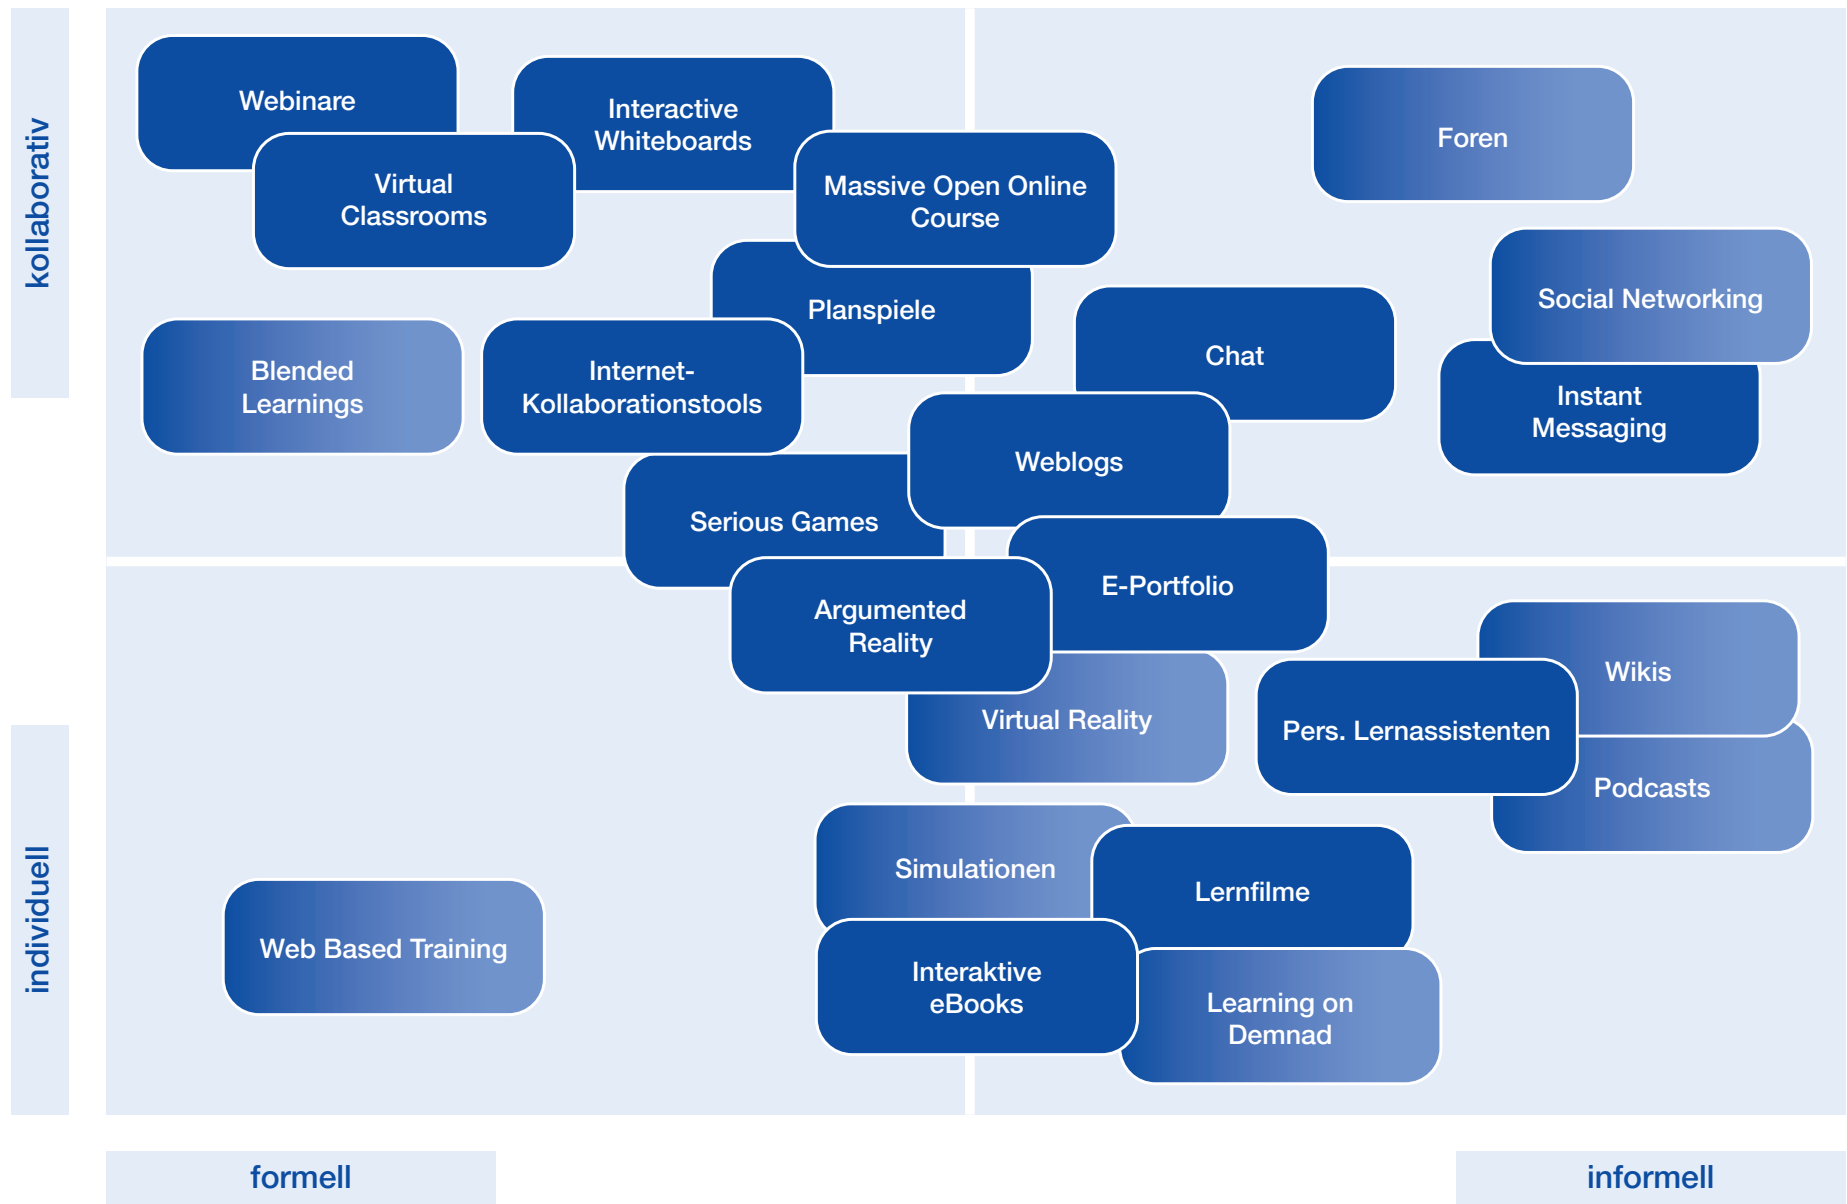 kollaborativ
Webinare
Interactive
Whiteboards
Virtual
Classrooms
Massive Open Online
Course
Foren
Planspiele
Social Networking
Chat
Blended
Learnings
Internet-
Kollaborationstools
Instant
Messaging
Weblogs
Serious Games
E-Portfolio
Argumented
Reality
individuell
Virtual Reality
Wikis
Pers. Lernassistenten
Podcasts
Simulationen
Lernfilme
Web Based Training
Interaktive
eBooks
Learning on
Demnad
formell
informell